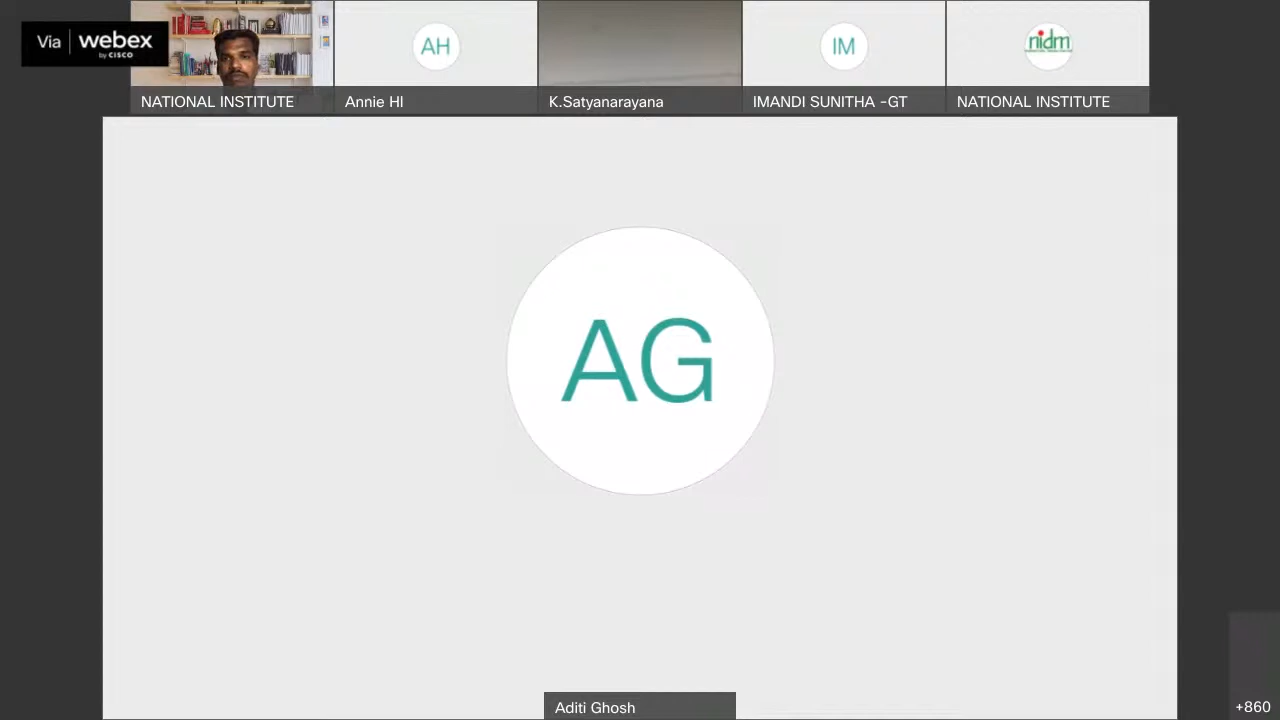 Via webex
by CISCO
AH
IM
nidm
NATIONAL INSTITUTE
Annie HI
K.Satyanarayana
IMANDI SUNITHA -GT
NATIONAL INSTITUTE
AG
Aditi Ghosh
+860